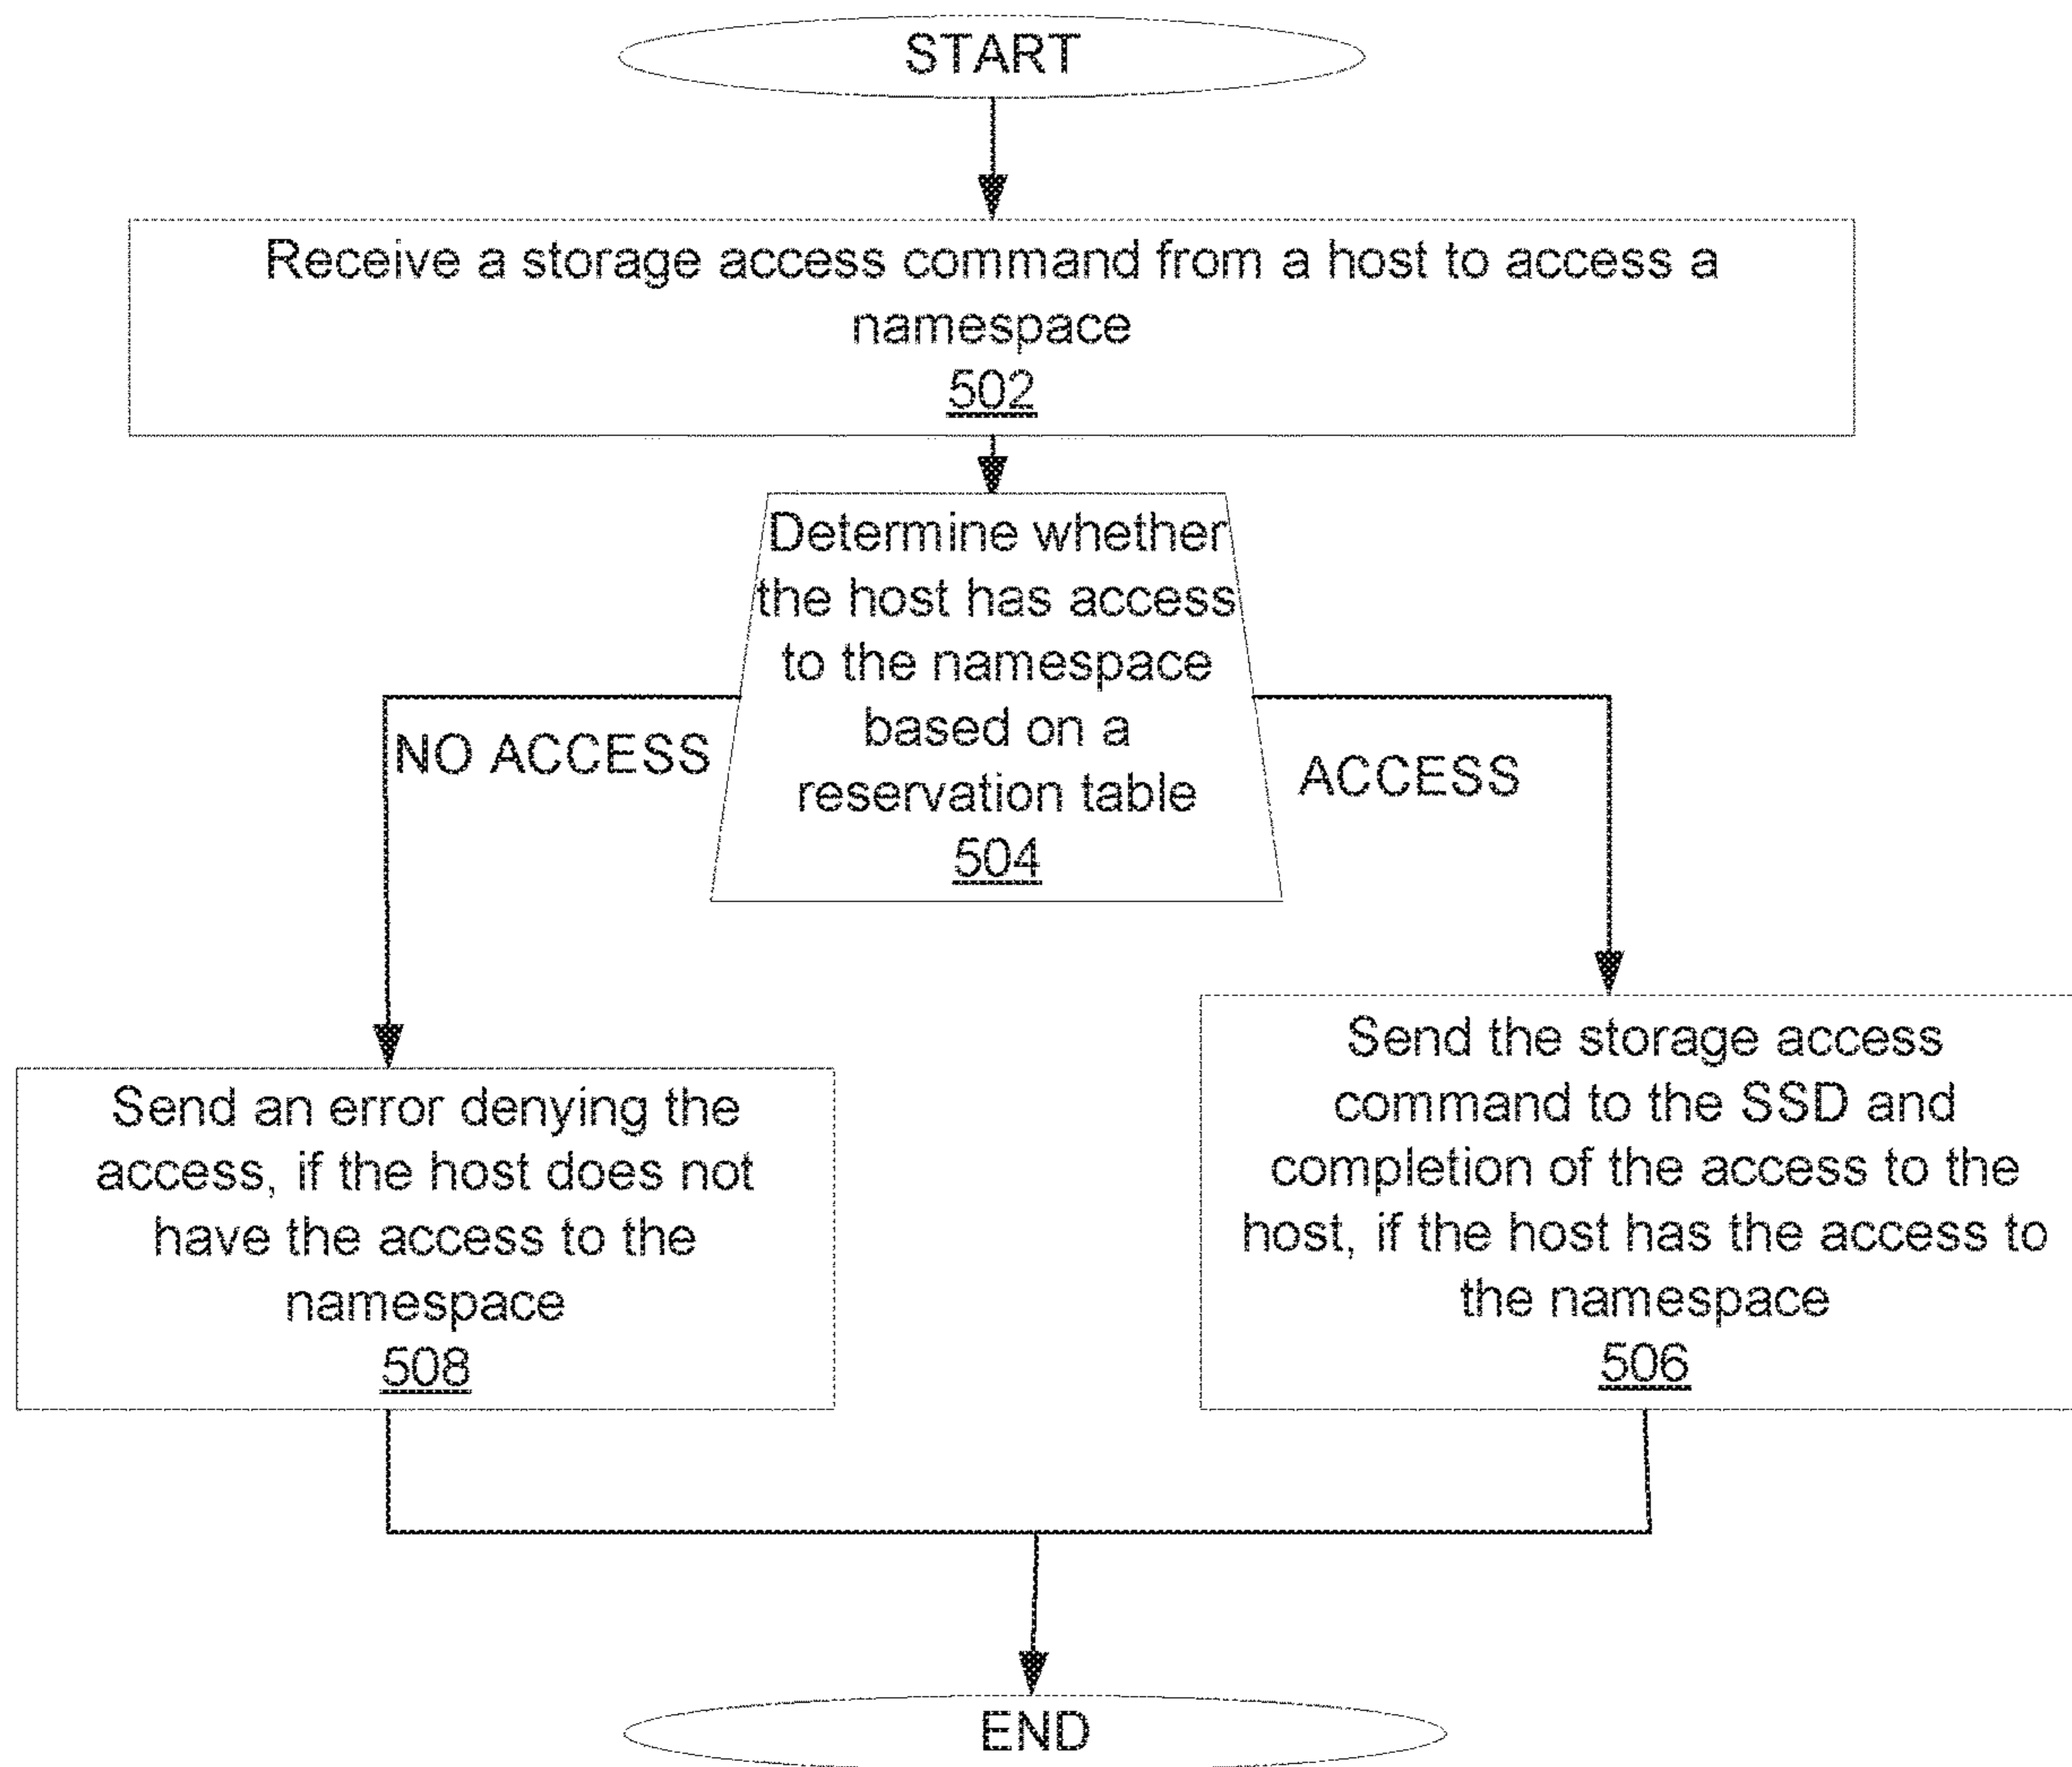 START
Receive a storage access command from a host to access a
namespace
502
Determine whether
the host has access
to the namespace
based on a
reservation table
504
NO ACCESS
ACCESS
Send an error denying the
access, if the host does not
have the access to the
namespace
508
Send the storage access
command to the SSD and
completion of the access to the
host, if the host has the access to
the namespace
506
END